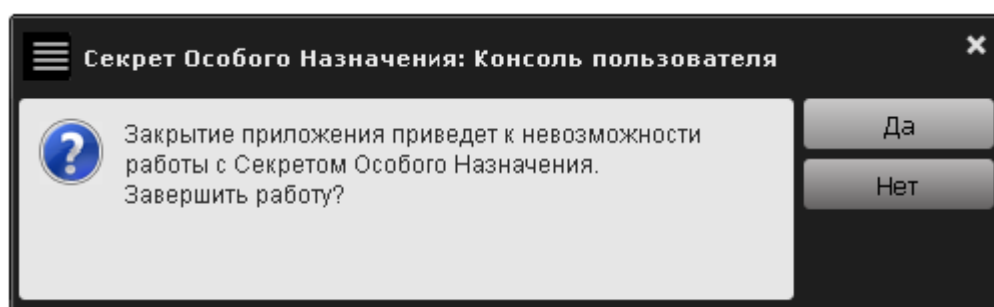 Секрет Особого Назначения: Консоль пользователя
Закрытие приложения приведет к невозможности
работы с Секретом Особого Назначения.
Завершить работу?
Да
Нет